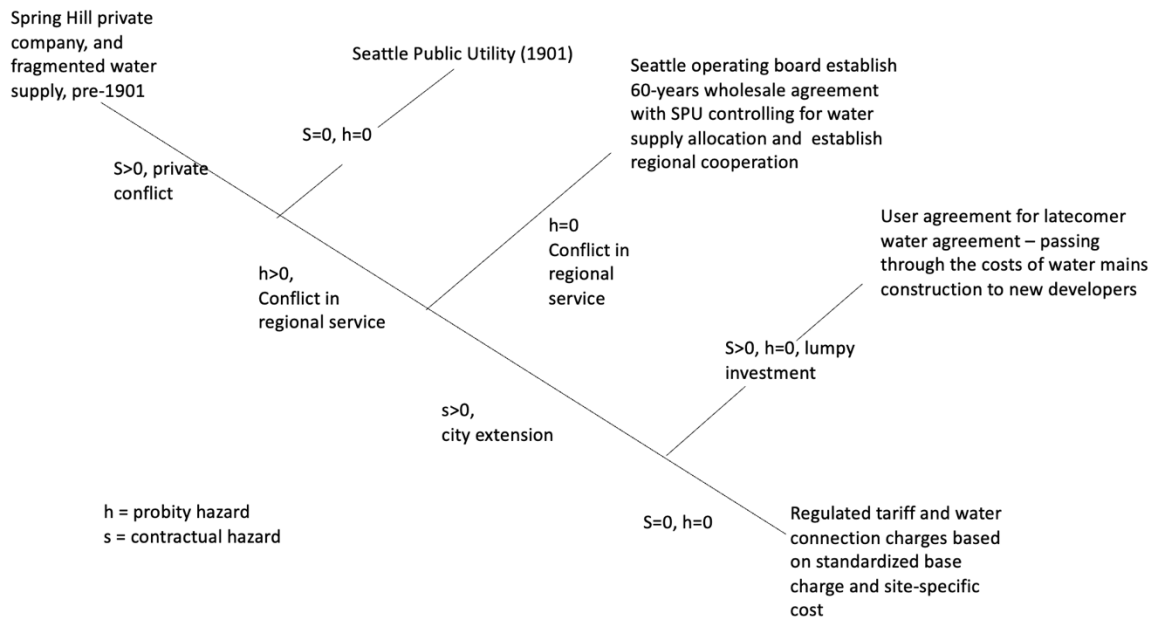 Spring Hill private
company, and
fragmented water
supply, pre-1901
Seattle Public Utility (1901)
Seattle operating board establish
60-years wholesale agreement
with SPU controlling for water
supply allocation and establish
regional cooperation
S=0, h=0
S>0, private
conflict
User agreement for latecomer
water agreement – passing
through the costs of water mains
construction to new developers
h=0
Conflict in
regional
service
h>0,
Conflict in
regional service
S>0, h=0, lumpy
investment
s>0,
city extension
h = probity hazard
s = contractual hazard
S=0, h=0
Regulated tariff and water
connection charges based
on standardized base
charge and site-specific
cost